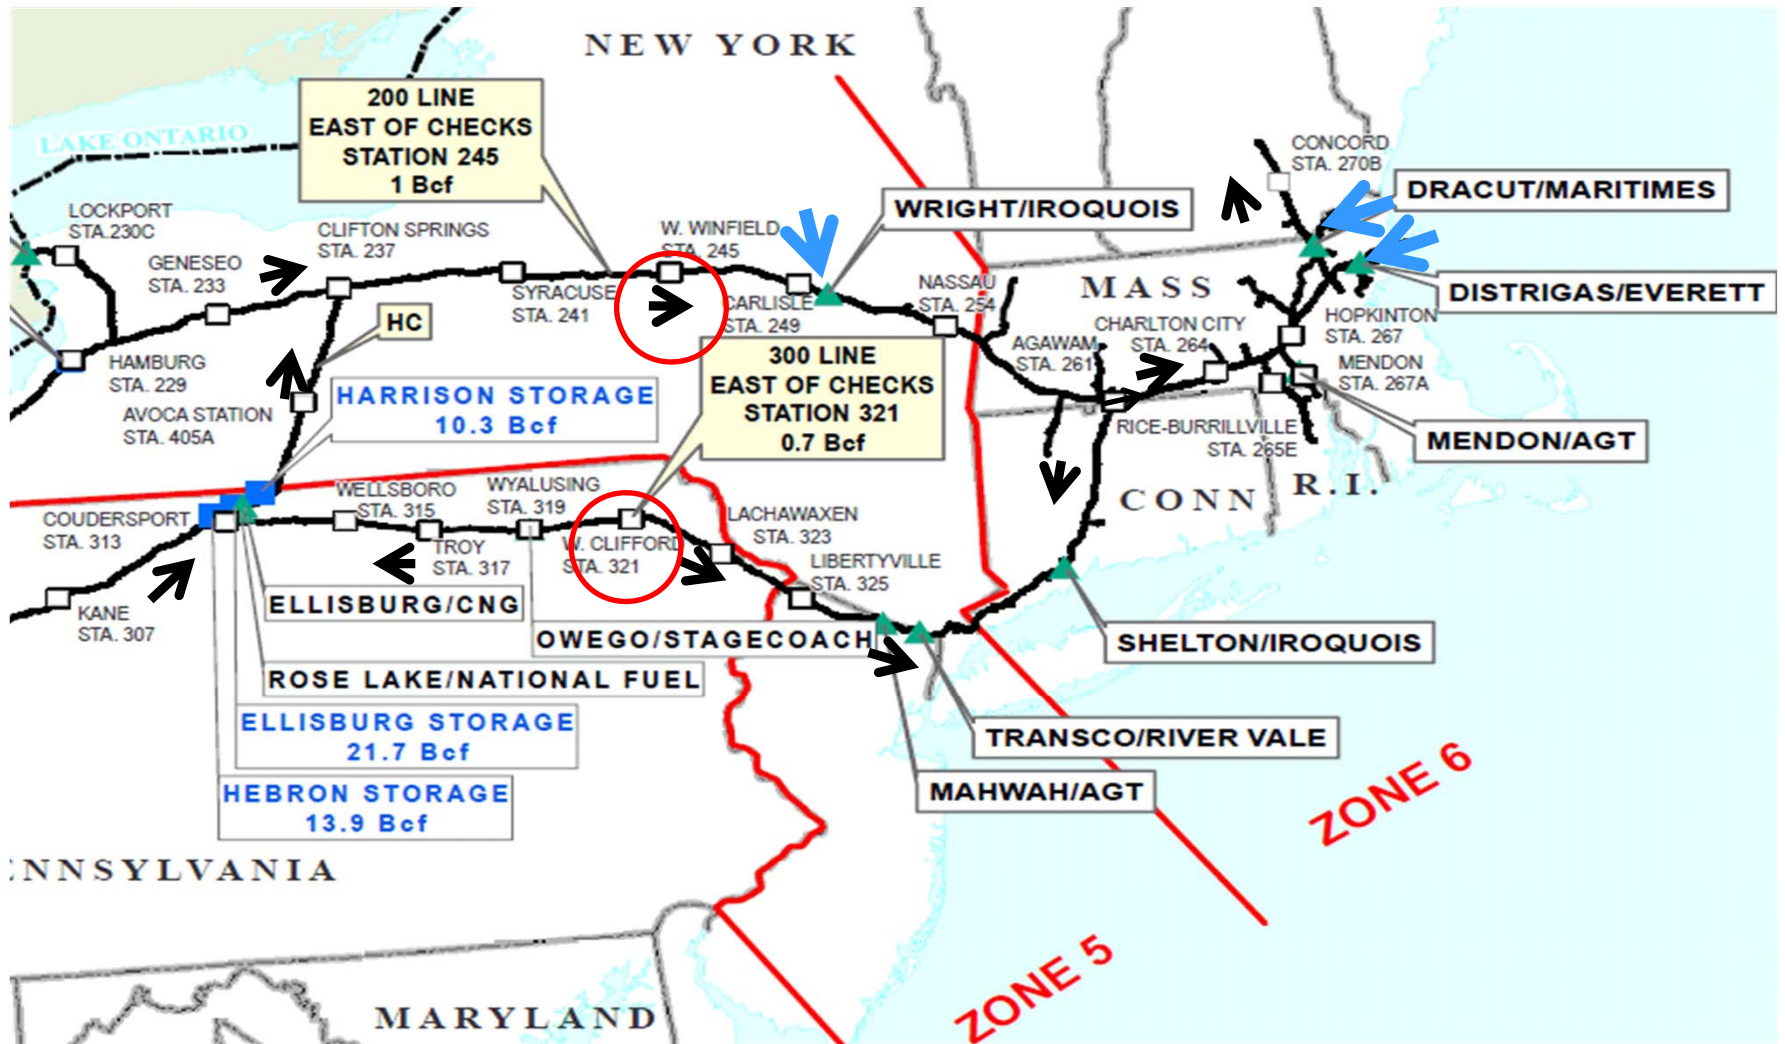 NEW YORK
200 LINE
EAST OF CHECKS
STATION 245
1 Bcf
LAKE ONTARIO
CONCORD
STA. 270B
DRACUT/MARITIMES
WRIGHT/IROQUOIS
LOCKPORT
STA.230C
CLIFTON SPRINGS
STA. 237
W. WINFIELD
STA. 245
GENESEO
STA. 233
SYRACUSE
STA. 241
CARLISLE
STA. 249
NASSAU
STA. 254
MASS
DISTRIGAS/EVERETT
HC
HAMBURG
STA. 229
300 LINE
EAST OF CHECKS
STATION 321
0.7 Bcf
AGAWAM
STA. 261
CHARLTON CITY
STA. 264
HOPKINTON
STA. 267
MENDON
STA. 267A
HARRISON STORAGE
10.3 Bcf
AVOCA STATION
STA. 405A
RICE-BURRILLVILLE
STA. 265E
MENDON/AGT
CONN
R.I.
COUDERSPORT
STA. 313
WELLSBORO
STA. 315
WYALUSING
STA. 319
TROY
STA. 317
W. CLIFFORD
STA. 321
LACHAWAXEN
STA. 323
LIBERTYVILLE
STA. 325
KANE
STA. 307
ELLISBURG/CNG
OWEGO/STAGECOACH
SHELTON/IROQUOIS
ROSE LAKE/NATIONAL FUEL
ELLISBURG STORAGE
21.7 Bcf
TRANSCO/RIVER VALE
HEBRON STORAGE
13.9 Bcf
MAHWAH/AGT
ZONE 6
ENNSYLVANIA
ZONE 5
MARYLAND